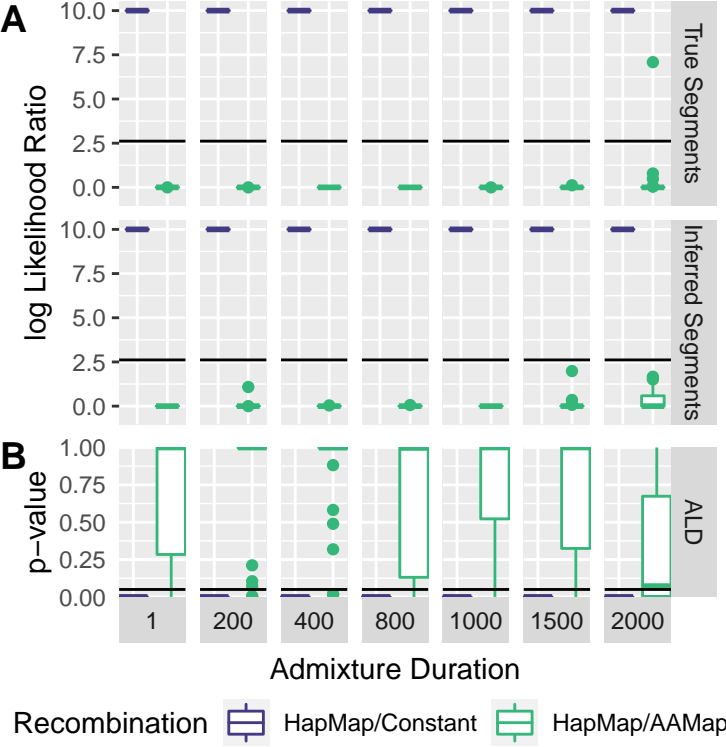 A
log Likelihood Ratio
10.0
7.5
5.0
2.5
0.0
True Segments
10.0
7.5
5.0
2.5
0.0
Inferred Segments
B
p−value
1.00
0.75
0.50
0.25
0.00
ALD
1 200 400 800 1000 1500 2000
Admixture Duration
Recombination HapMap/Constant HapMap/AAMap